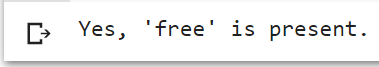 Yes, 'free' is present.